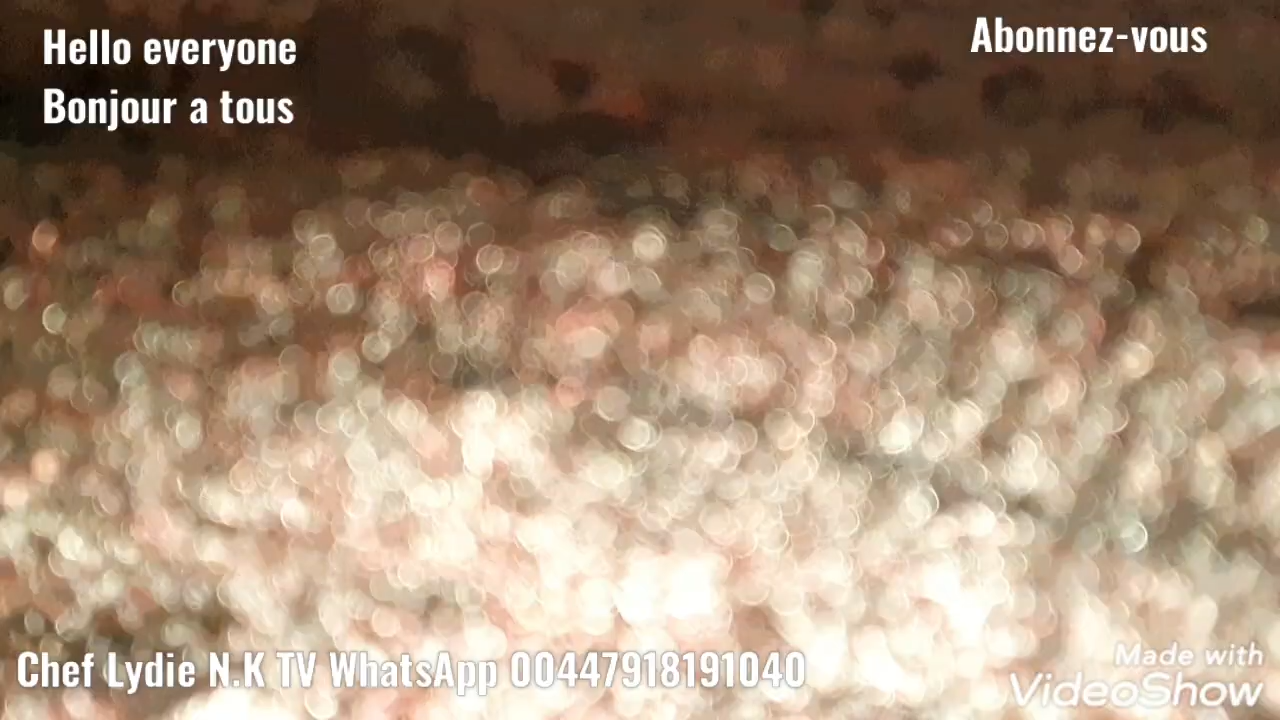 Hello everyone
Bonjour a tous
Abonnez-vous
Chef Lydie N.K TV WhatsApp 00447918191040
Made with
VideoShow